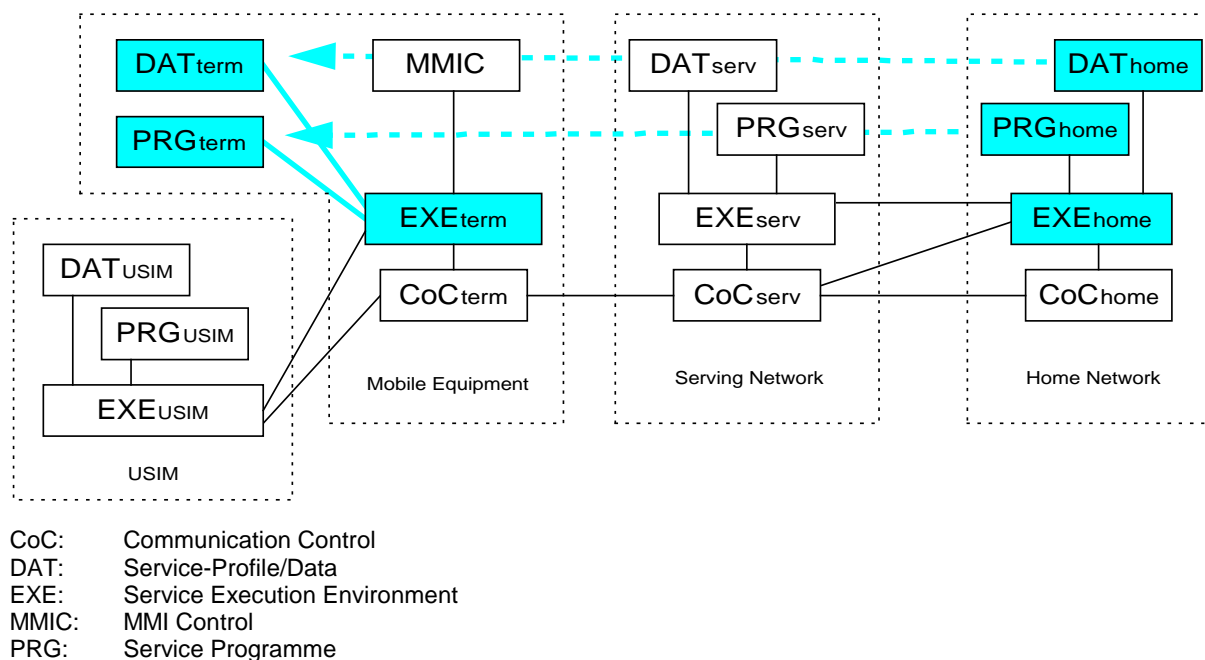 DATterm
MMIC
DATserv
DAThome
PRGterm
PRGserv
PRGhome
EXEterm
EXEserv
EXEhome
DATUSIM
CoCterm
CoCserv
CoChome
PRGUSIM
Mobile Equipment
Serving Network
Home Network
EXEUSIM
USIM
CoC: Communication Control
DAT: Service-Profile/Data
EXE: Service Execution Environment
MMIC: MMI Control
PRG: Service Programme